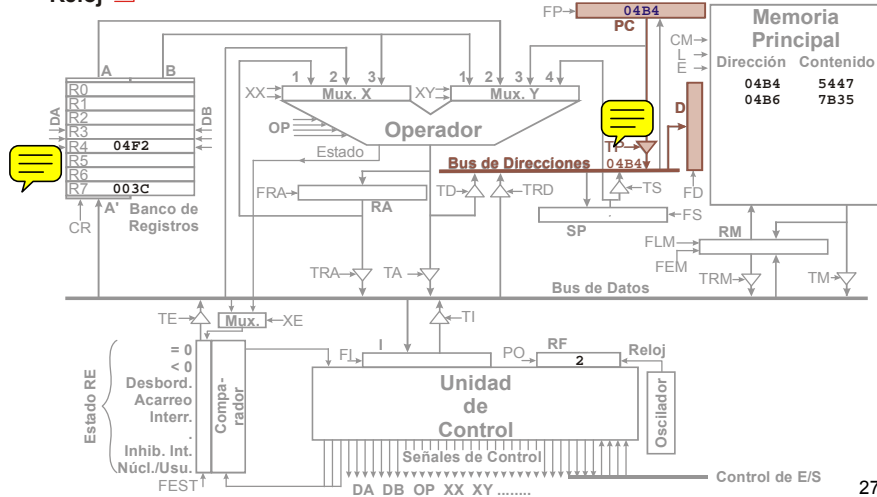 Reloj
FP
04B4
PC
Memoria
Principal
CM
L
E
Dirección Contenido
04B4 5447
04B6 7B35
A B
R0
R1
R2
R3
R4 04F2
R5
R6
R7 003C
DA
DB
A'
CR
Banco de
Registros
1 2 3
1 2 3 4
XX
Mux. X
XY
Mux. Y
OP
Operador
Estado
D
TP
Bus de Direcciones 04B4
FRA
RA
TD
TRD
TS
FD
SP
FS
RM
FLM
FEM
TRA
TA
TRM
TM
Bus de Datos
TE
Mux.
XE
TI
I
FI
PO
RF
2
Reloj
Estado RE
= 0
< 0
Desbord.
Acarreo
Interr.
.
Inhib. Int.
Núcl./Usu.
FEST
Compa-
rador
Unidad
de
Control
Oscilador
Señales de Control
DA DB OP XX XY ........
Control de E/S
27